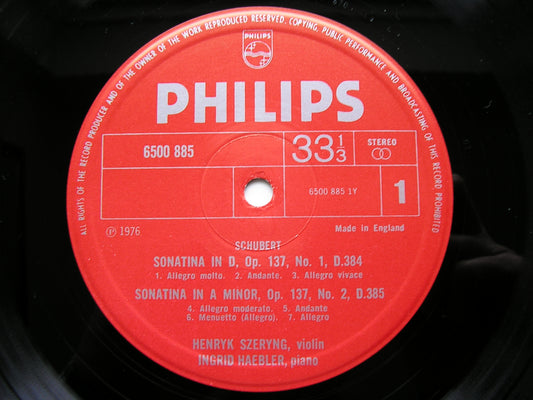 ALL RIGHTS OF THE RECORD PRODUCER AND OF THE OWNER OF THE WORK REPRODUCED RESERVED. COPYING, PUBLIC PERFORMANCE AND BROADCASTING OF THIS RECORD PROHIBITED
PHILIPS
PHILIPS
6500 885
33 1/3
STEREO
6500 885 1Y
1
℗ 1976
Made in England
SCHUBERT
SONATINA IN D, Op. 137, No. 1, D.384
1. Allegro molto. 2. Andante. 3. Allegro vivace
SONATINA IN A MINOR, Op. 137, No. 2, D.385
4. Allegro moderato. 5. Andante
6. Menuetto (Allegro). 7. Allegro
HENRYK SZERYNG, violin
INGRID HAEBLER, piano